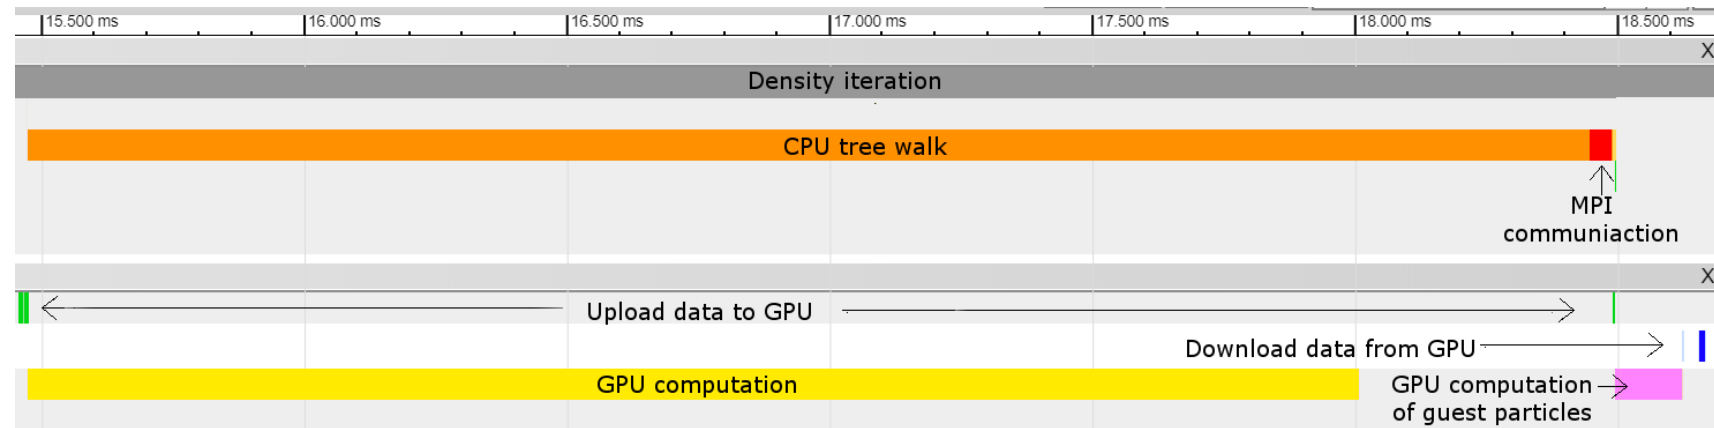 15.500 ms 16.000 ms 16.500 ms 17.000 ms 17.500 ms 18.000 ms 18.500 ms
X
Density iteration
CPU tree walk
MPI
communiaction
X
Upload data to GPU
Download data from GPU
GPU computation
GPU computation
of guest particles